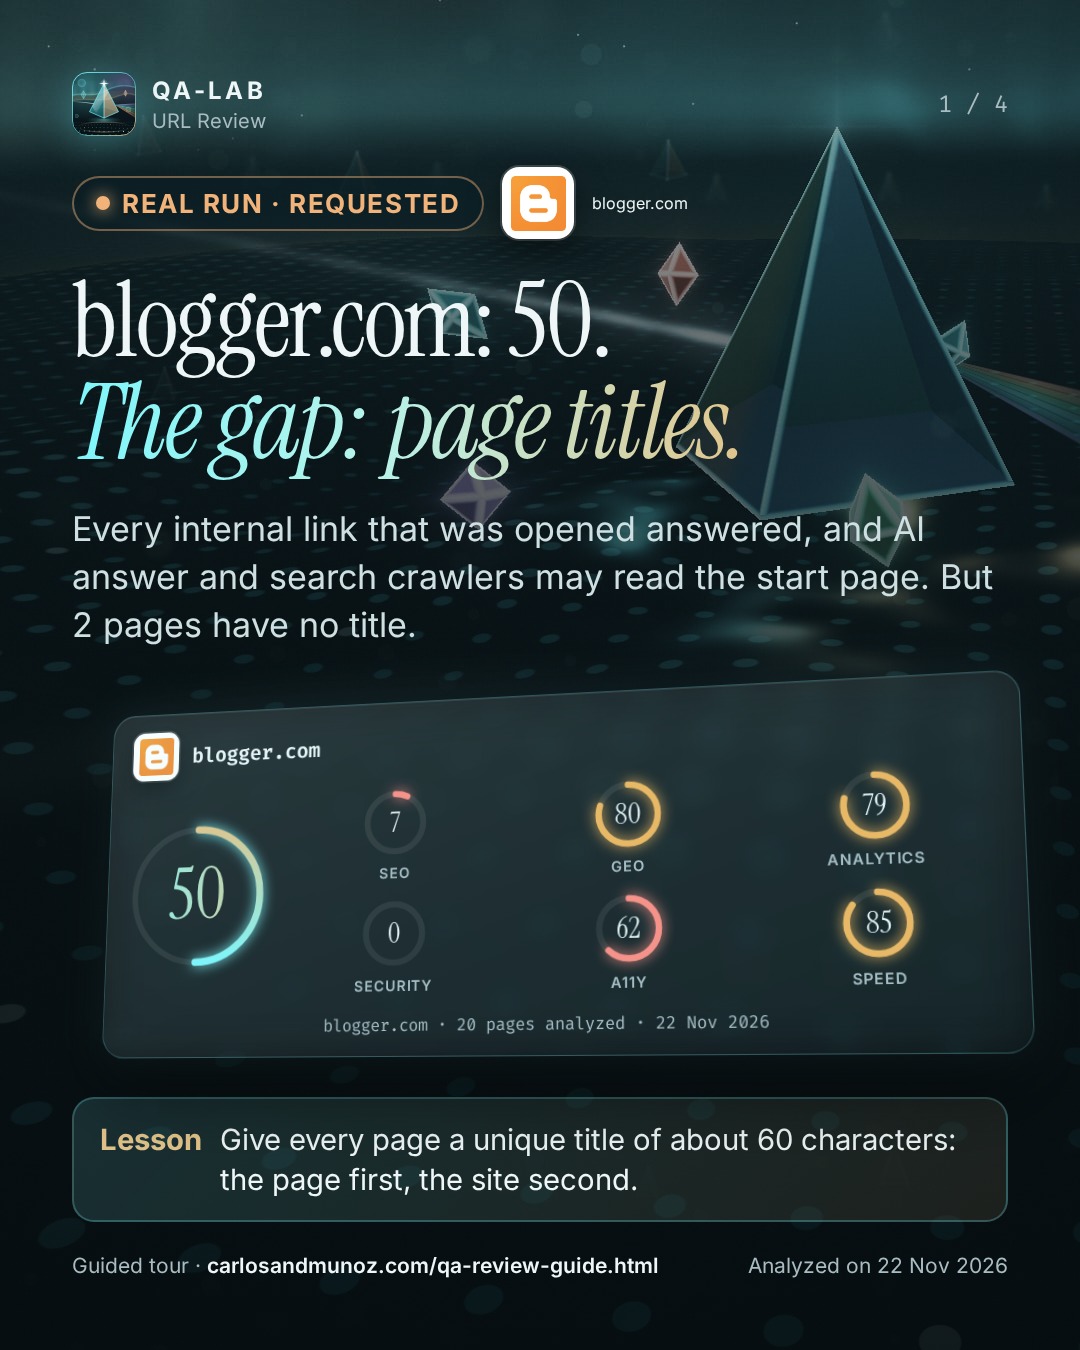 QA-LAB
URL Review
1 / 4
REAL RUN · REQUESTED
blogger.com
blogger.com: 50.
The gap: page titles.
Every internal link that was opened answered, and AI
answer and search crawlers may read the start page. But
2 pages have no title.
blogger.com
50
7
SEO
80
GEO
79
ANALYTICS
0
SECURITY
62
A11Y
85
SPEED
blogger.com · 20 pages analyzed · 22 Nov 2026
Lesson Give every page a unique title of about 60 characters:
the page first, the site second.
Guided tour · carlosandmunoz.com/qa-review-guide.html
Analyzed on 22 Nov 2026